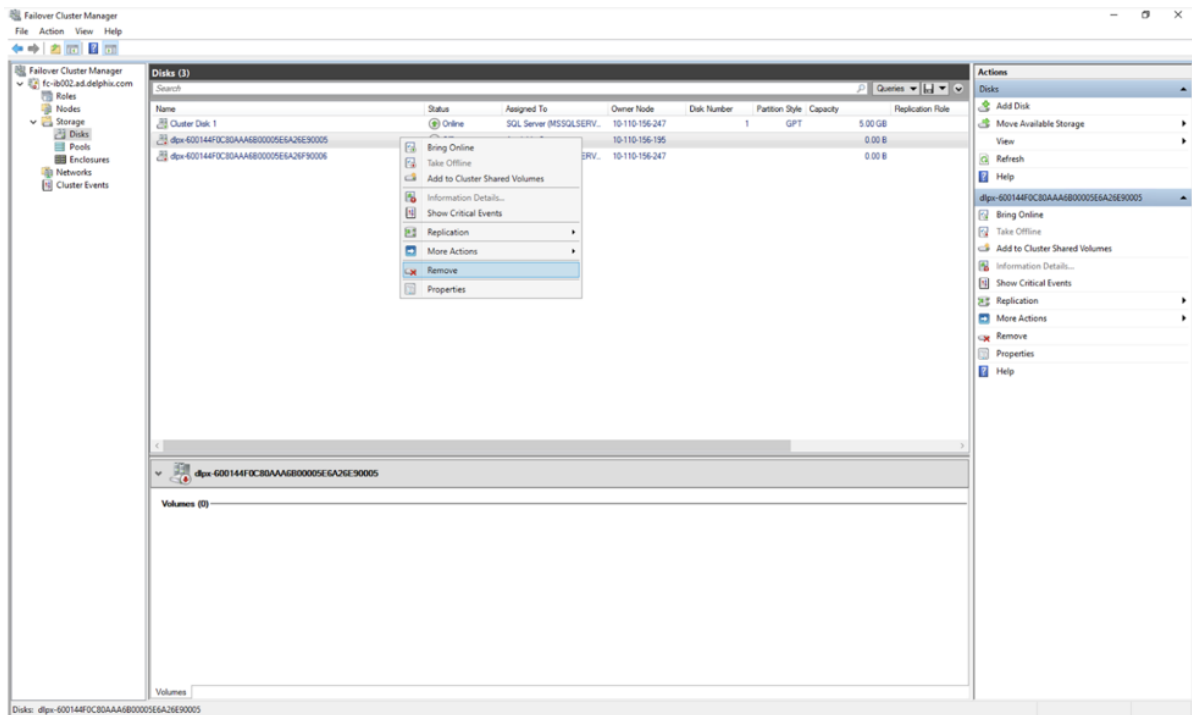 Failover Cluster Manager
File Action View Help
Failover Cluster Manager
fc-ib002.ad.delphix.com
Roles
Nodes
Storage
Disks
Pools
Enclosures
Networks
Cluster Events
Disks (3)
Search
Queries
Name Status Assigned To Owner Node Disk Number Partition Style Capacity Replication Role
Cluster Disk 1 Online SQL Server (MSSQLSERV... 10-110-156-247 1 GPT 5.00 GB
dlpx-600144F0C80AAA6B00005E6A26E90005 10-110-156-195 0.00 B
dlpx-600144F0C80AAA6B00005E6A26F90006 ERV... 10-110-156-247 0.00 B
Bring Online
Take Offline
Add to Cluster Shared Volumes
Information Details...
Show Critical Events
Replication
More Actions
Remove
Properties
dlpx-600144F0C80AAA6B00005E6A26E90005
Volumes (0)
Volumes
Actions
Disks
Add Disk
Move Available Storage
View
Refresh
Help
dlpx-600144F0C80AAA6B00005E6A26E90005
Bring Online
Take Offline
Add to Cluster Shared Volumes
Information Details...
Show Critical Events
Replication
More Actions
Remove
Properties
Help
Disks: dlpx-600144F0C80AAA6B00005E6A26E90005